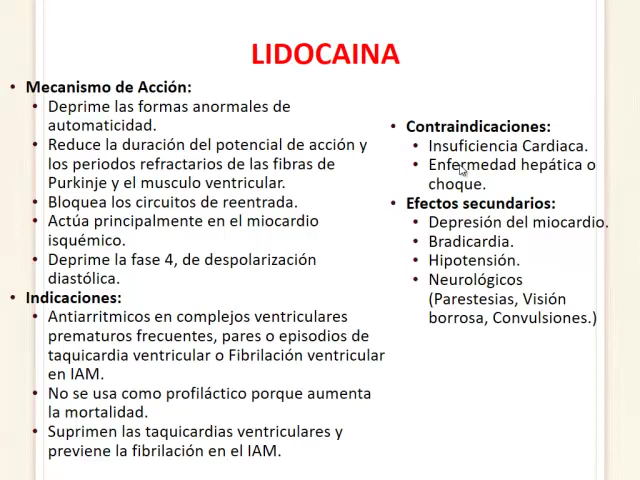 LIDOCAINA
• Mecanismo de Acción:
• Deprime las formas anormales de
automaticidad.
• Reduce la duración del potencial de acción y
los periodos refractarios de las fibras de
Purkinje y el musculo ventricular.
• Bloquea los circuitos de reentrada.
• Actúa principalmente en el miocardio
isquémico.
• Deprime la fase 4, de despolarización
diastólica.
• Indicaciones:
• Antiarritmicos en complejos ventriculares
prematuros frecuentes, pares o episodios de
taquicardia ventricular o Fibrilación ventricular
en IAM.
• No se usa como profiláctico porque aumenta
la mortalidad.
• Suprimen las taquicardias ventriculares y
previene la fibrilación en el IAM.
• Contraindicaciones:
• Insuficiencia Cardiaca.
• Enfermedad hepática o
choque.
• Efectos secundarios:
• Depresión del miocardio.
• Bradicardia.
• Hipotensión.
• Neurológicos
(Parestesias, Visión
borrosa, Convulsiones.)